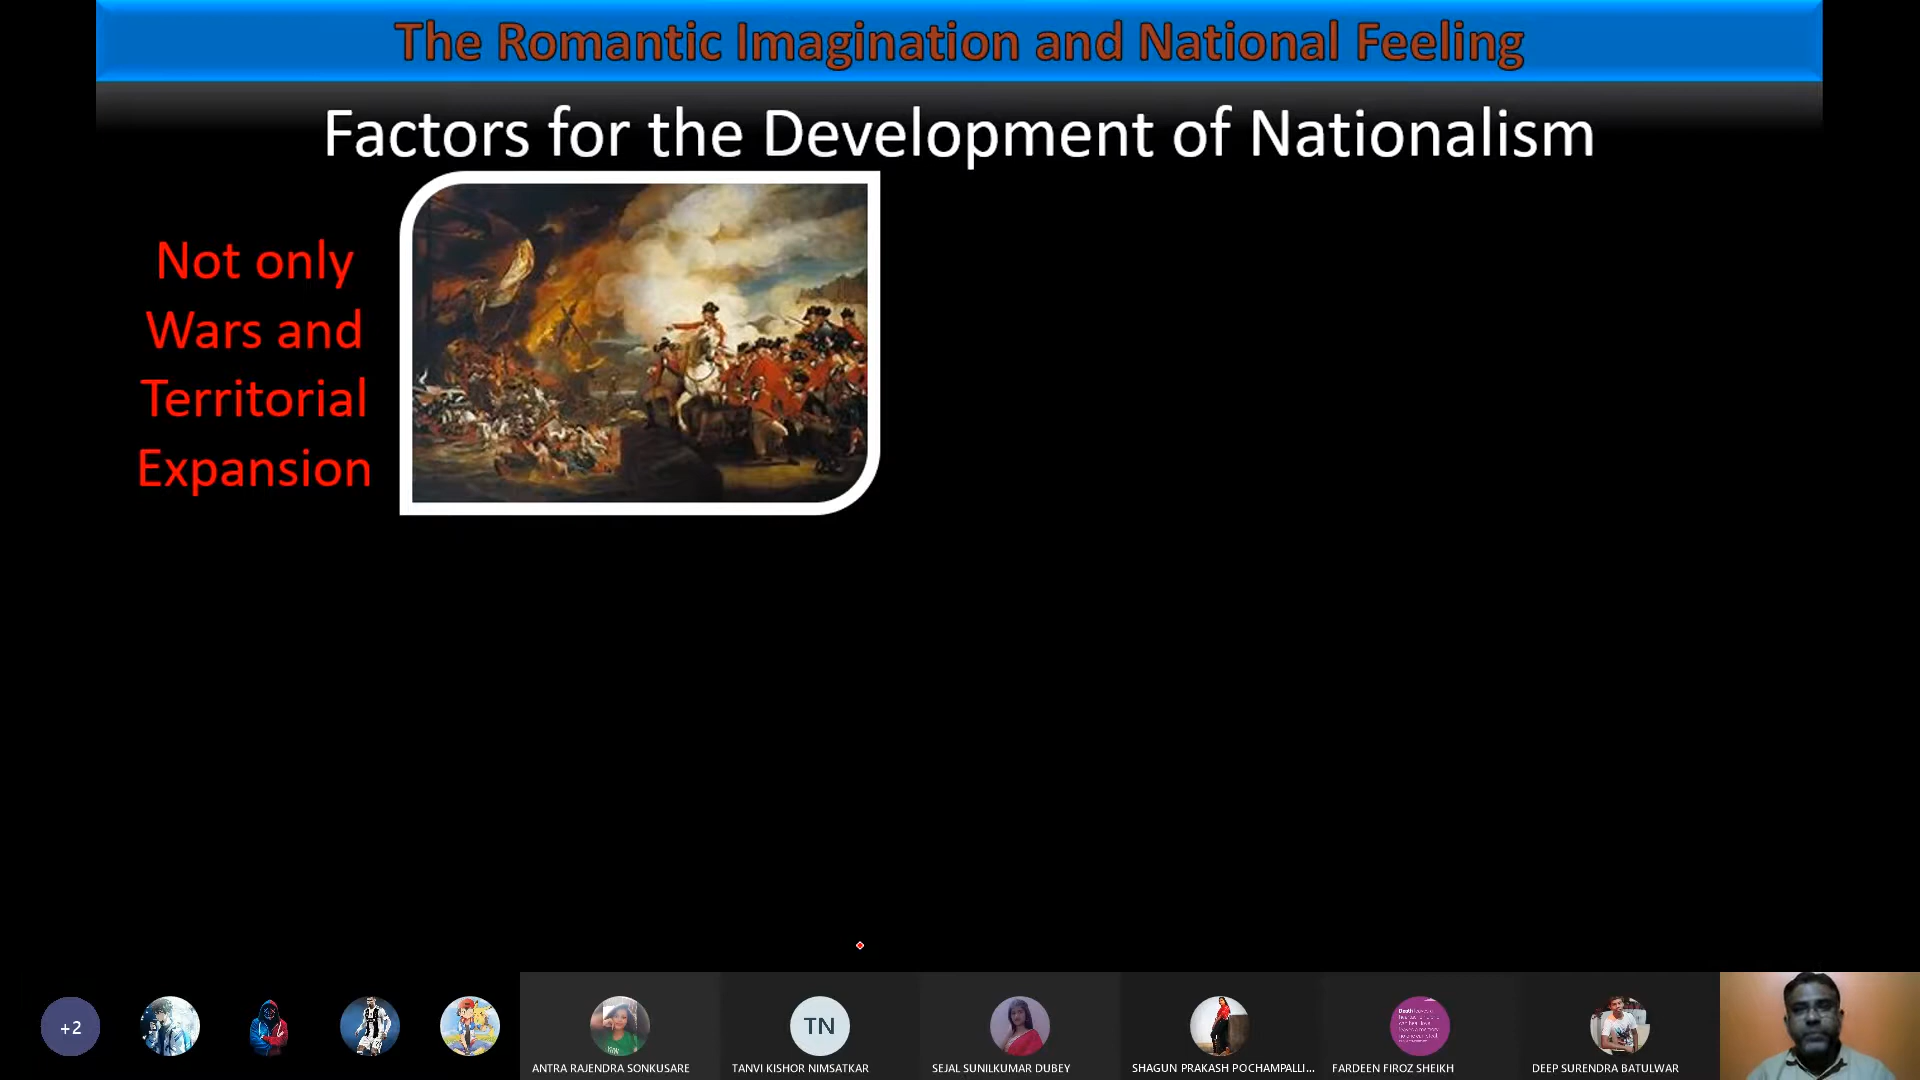 The Romantic Imagination and National Feeling
Factors for the Development of Nationalism
Not only
Wars and
Territorial
Expansion
+2
TN
ANTRA RAJENDRA SONKUSARE
TANVI KISHOR NIMSATKAR
SEJAL SUNILKUMAR DUBEY
SHAGUN PRAKASH POCHAMPALLI...
FARDEEN FIROZ SHEIKH
DEEP SURENDRA BATULWAR